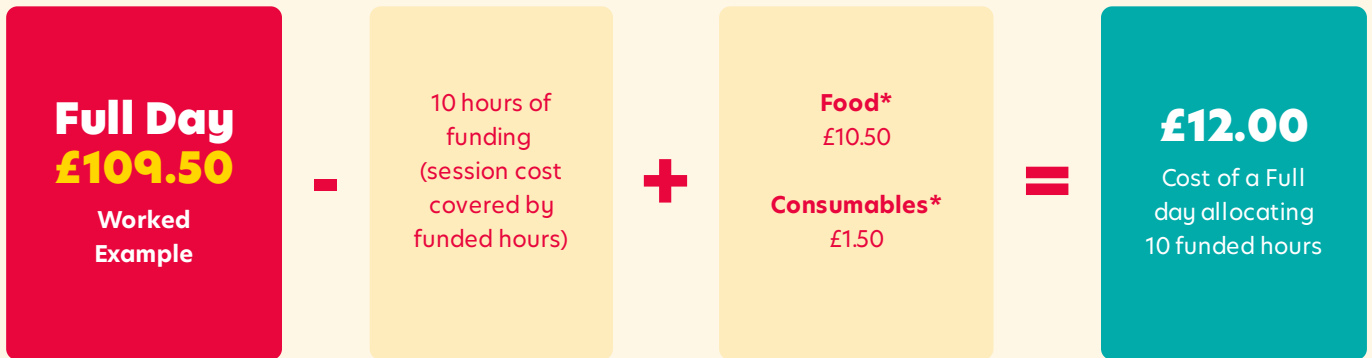 Full Day
£109.50
Worked
Example
-
10 hours of
funding
(session cost
covered by
funded hours)
+
Food*
£10.50
Consumables*
£1.50
=
£12.00
Cost of a Full
day allocating
10 funded hours